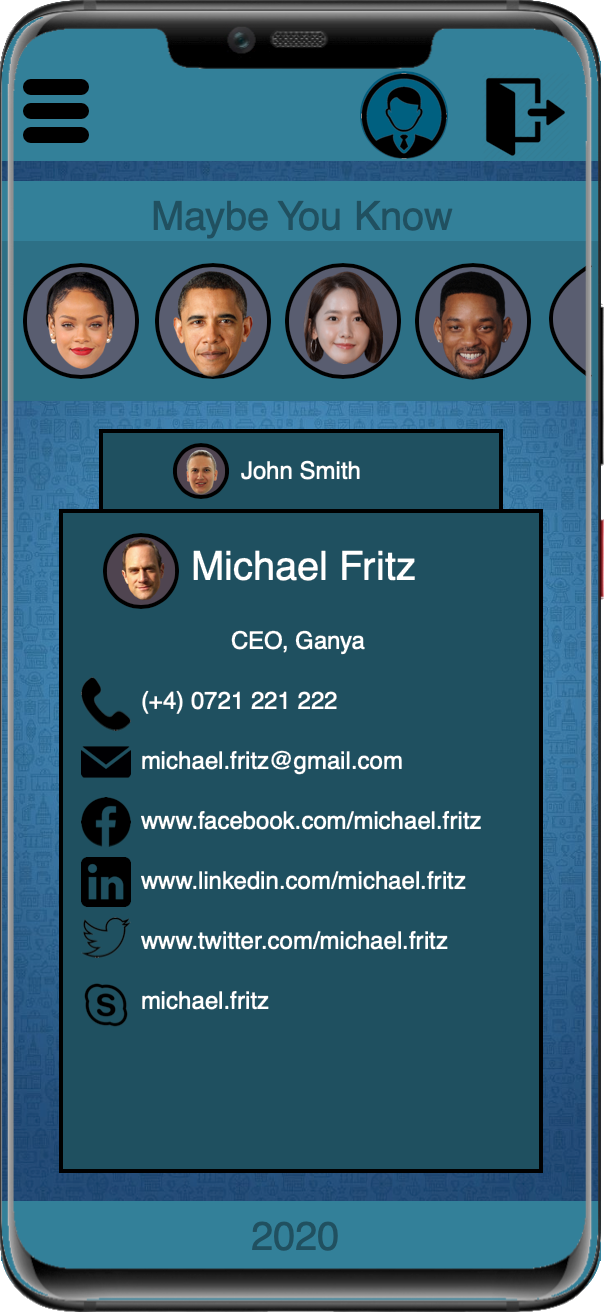 Maybe You Know
John Smith
Michael Fritz
CEO, Ganya
(+4) 0721 221 222
michael.fritz@gmail.com
www.facebook.com/michael.fritz
www.linkedin.com/michael.fritz
www.twitter.com/michael.fritz
michael.fritz
2020